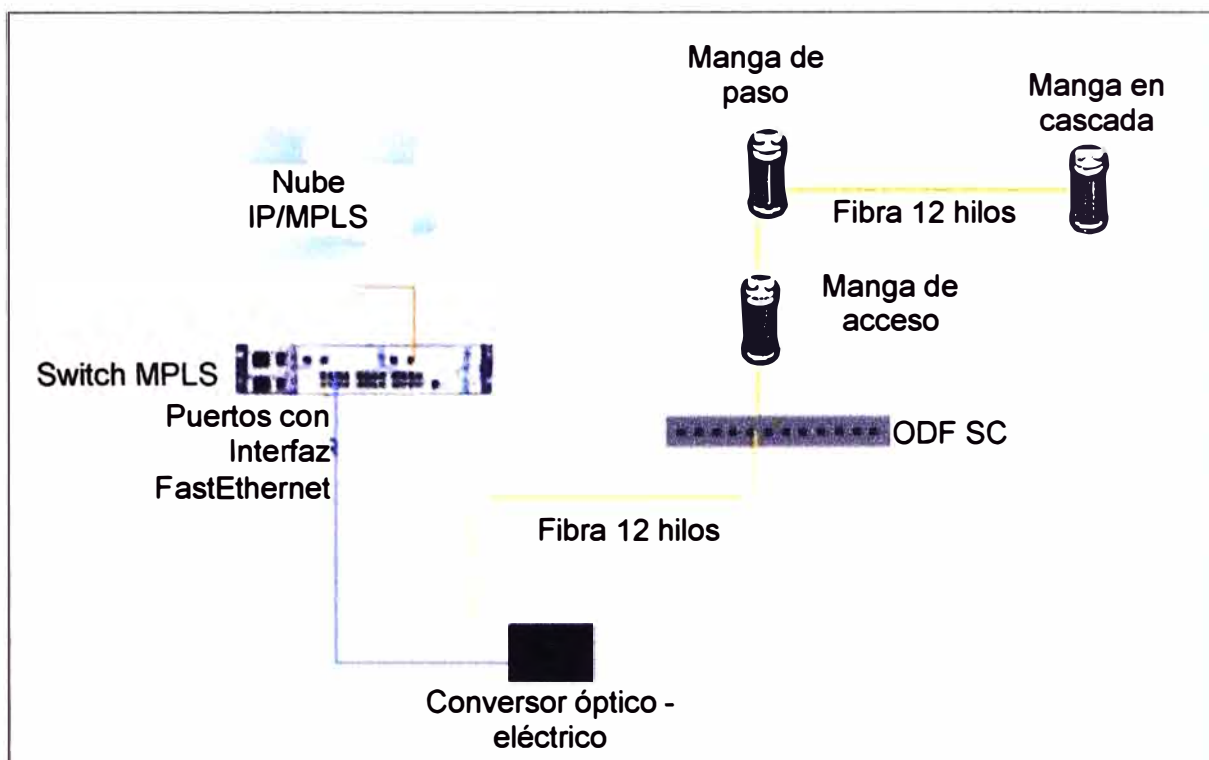 Manga de
paso
Manga en
cascada
Nube
IP/MPLS
Fibra 12 hilos
Manga de
acceso
Switch MPLS
Puertos con
Interfaz
FastEthernet
ODF SC
Fibra 12 hilos
Conversor óptico -
eléctrico